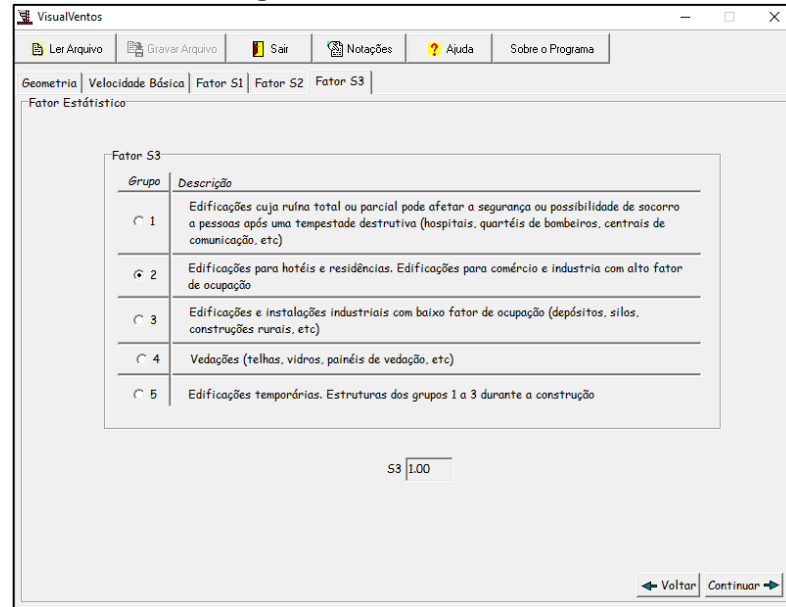 VisualVentos
Ler Arquivo Gravar Arquivo Sair Notações ? Ajuda Sobre o Programa
Geometria Velocidade Básica Fator S1 Fator S2 Fator S3
Fator Estátistico
Fator S3
Grupo Descrição
1 Edificações cuja ruína total ou parcial pode afetar a segurança ou possibilidade de socorro
a pessoas após uma tempestade destrutiva (hospitais, quartéis de bombeiros, centrais de
comunicação, etc)
2 Edificações para hotéis e residências. Edificações para comércio e industria com alto fator
de ocupação
3 Edificações e instalações industriais com baixo fator de ocupação (depósitos, silos,
construções rurais, etc)
4 Vedações (telhas, vidros, painéis de vedação, etc)
5 Edificações temporárias. Estruturas dos grupos 1 a 3 durante a construção
S3 1.00
Voltar Continuar